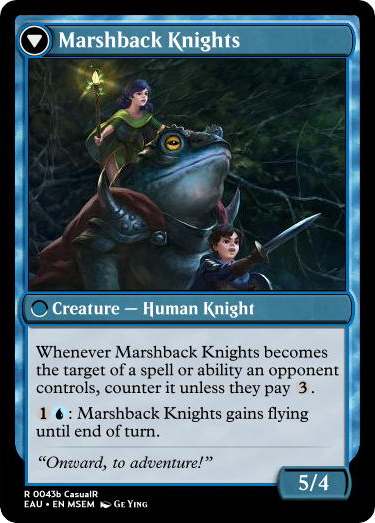 Marshback Knights
Creature — Human Knight
Whenever Marshback Knights becomes
the target of a spell or ability an opponent
controls, counter it unless they pay 3.
1 : Marshback Knights gains flying
until end of turn.
“Onward, to adventure!”
5/4
R 0043b CasualR
EAU • EN MSEM Ge Ying